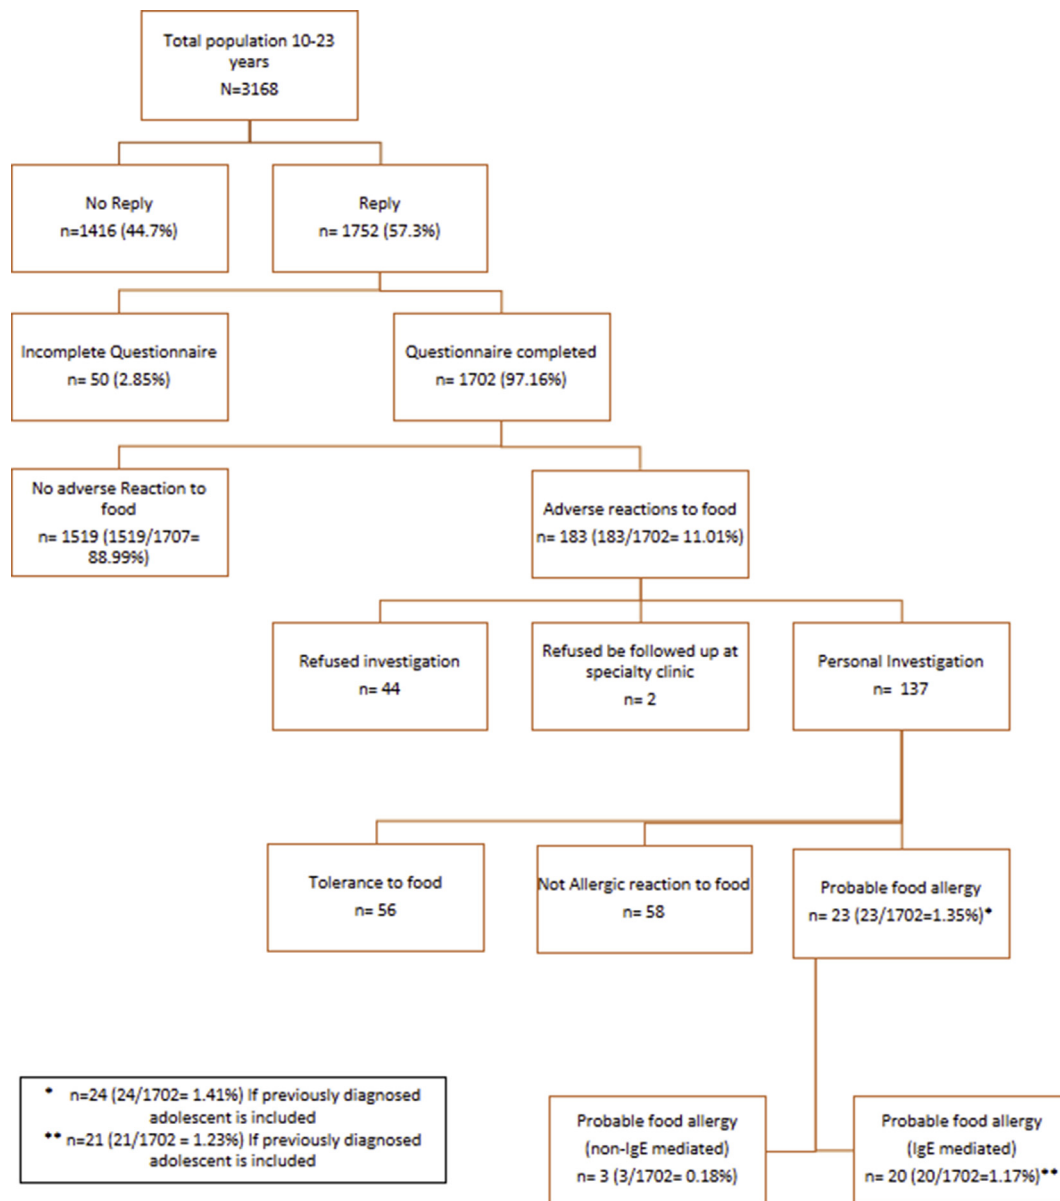 Total population 10-23
years
N=3168
No Reply
n=1416 (44.7%)
Reply
n= 1752 (57.3%)
Incomplete Questionnaire
n= 50 (2.85%)
Questionnaire completed
n= 1702 (97.16%)
No adverse Reaction to
food
n= 1519 (1519/1707=
88.99%)
Adverse reactions to food
n= 183 (183/1702= 11.01%)
Refused investigation
n= 44
Refused be followed up at
specialty clinic
n= 2
Personal Investigation
n= 137
Tolerance to food
n= 56
Not Allergic reaction to food
n= 58
Probable food allergy
n= 23 (23/1702=1.35%)*
* n=24 (24/1702= 1.41%) If previously diagnosed
adolescent is included
** n=21 (21/1702 = 1.23%) If previously diagnosed
adolescent is included
Probable food allergy
(non-IgE mediated)
n= 3 (3/1702= 0.18%)
Probable food allergy
(IgE mediated)
n= 20 (20/1702=1.17%)**